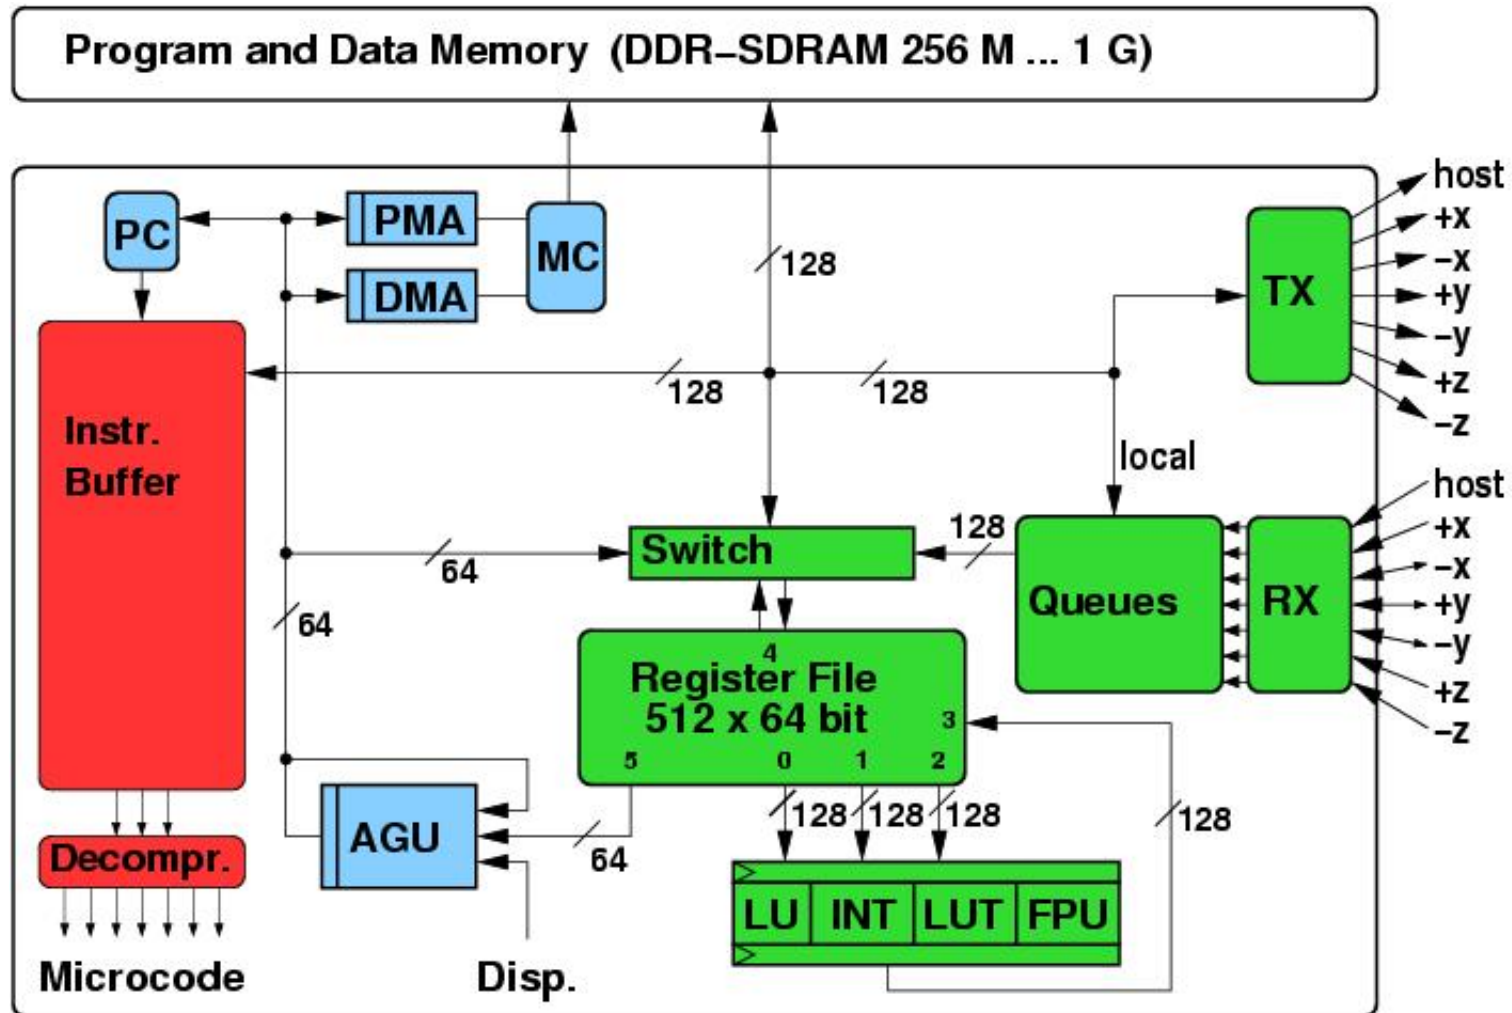 Program and Data Memory (DDR–SDRAM 256 M ... 1 G)
host
+x
–x
+y
–y
+z
–z
PC
PMA
DMA
MC
128
TX
128
128
Instr.
Buffer
local
host
+x
–x
+y
–y
+z
–z
64
Switch
128
Queues
RX
64
4
Register File
512 x 64 bit
3
5
0
1
2
128
128
128
128
AGU
64
Decompr.
LU
INT
LUT
FPU
Microcode
Disp.